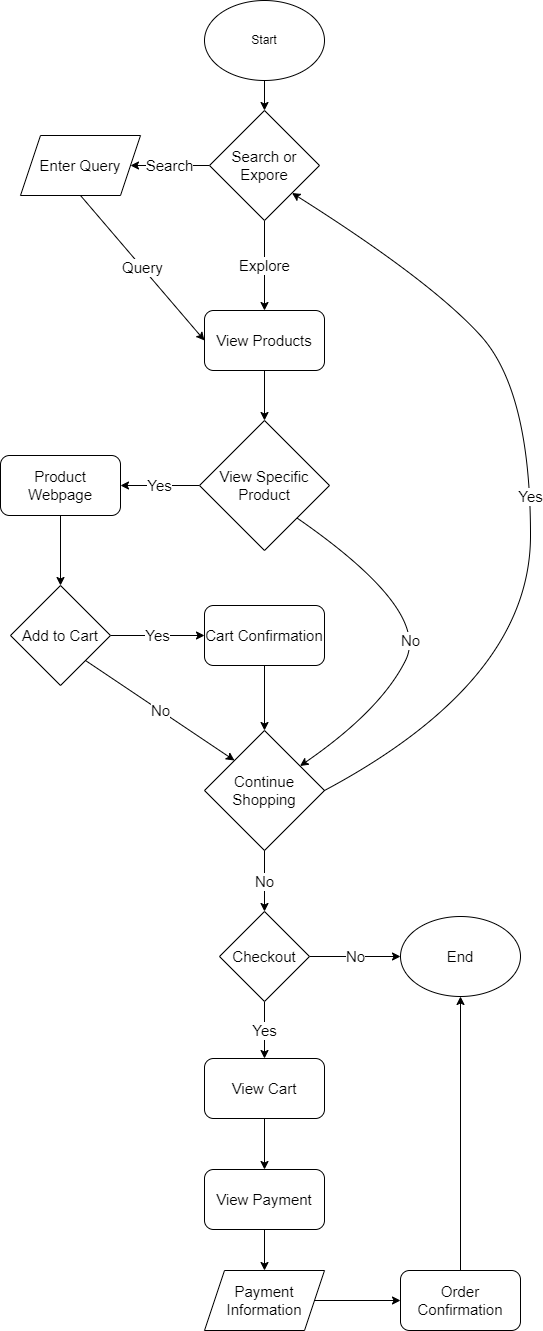 Start
Search or
Expore
Search
Enter Query
Query
Explore
View Products
View Specific
Product
Yes
Product
Webpage
Yes
No
Add to Cart
Yes
Cart Confirmation
No
Continue
Shopping
No
Checkout
No
End
Yes
View Cart
View Payment
Payment
Information
Order
Confirmation